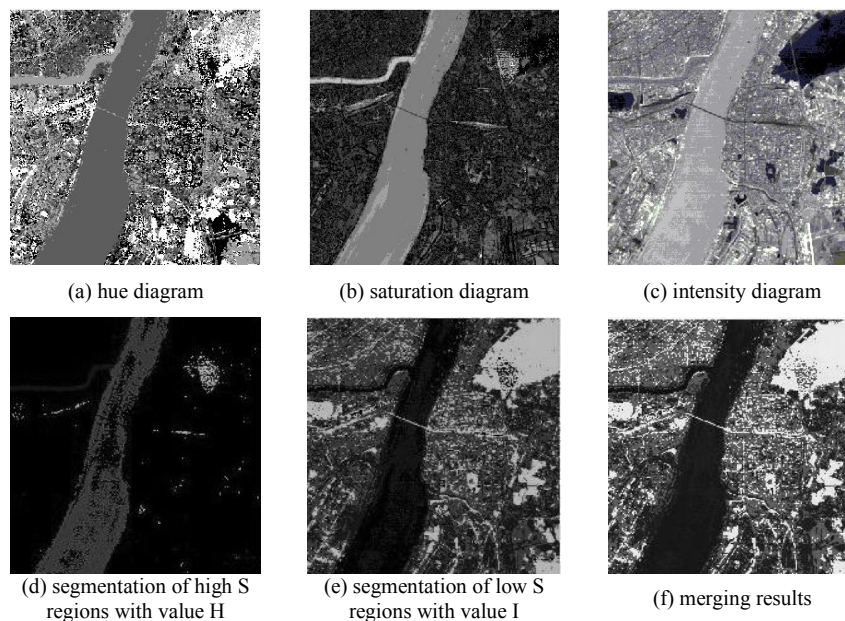 (a) hue diagram
(b) saturation diagram
(c) intensity diagram
(d) segmentation of high S
regions with value H
(e) segmentation of low S
regions with value I
(f) merging results